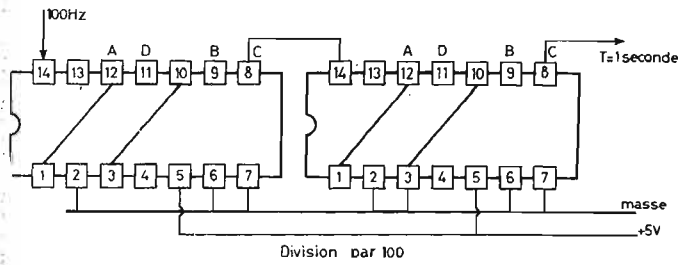 100Hz
A D B C A D B C
T=1seconde
14 13 12 11 10 9 8 14 13 12 11 10 9 8
1 2 3 4 5 6 7 1 2 3 4 5 6 7
masse
+5V
Division par 100